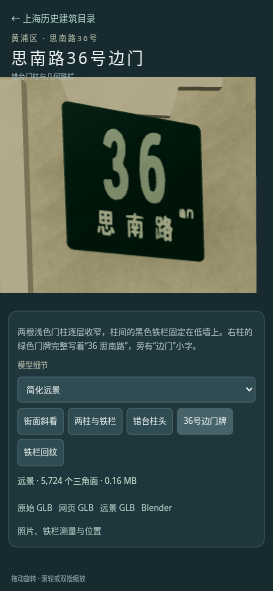 ← 上海历史建筑目录
黄浦区 · 思南路36号
思南路36号边门
36
思南路
两根浅色门柱逐层收窄，柱间的黑色铁栏固定在低墙上。右柱的
绿色门牌完整写着“36 思南路”，旁有“边门”小字。
模型细节
简化远景
街面斜看
两柱与铁栏
错台柱头
36号边门牌
铁栏回纹
远景 · 5,724 个三角面 · 0.16 MB
原始 GLB 网页 GLB 远景 GLB Blender
照片、铁栏测量与位置
拖动旋转 · 滚轮或双指缩放